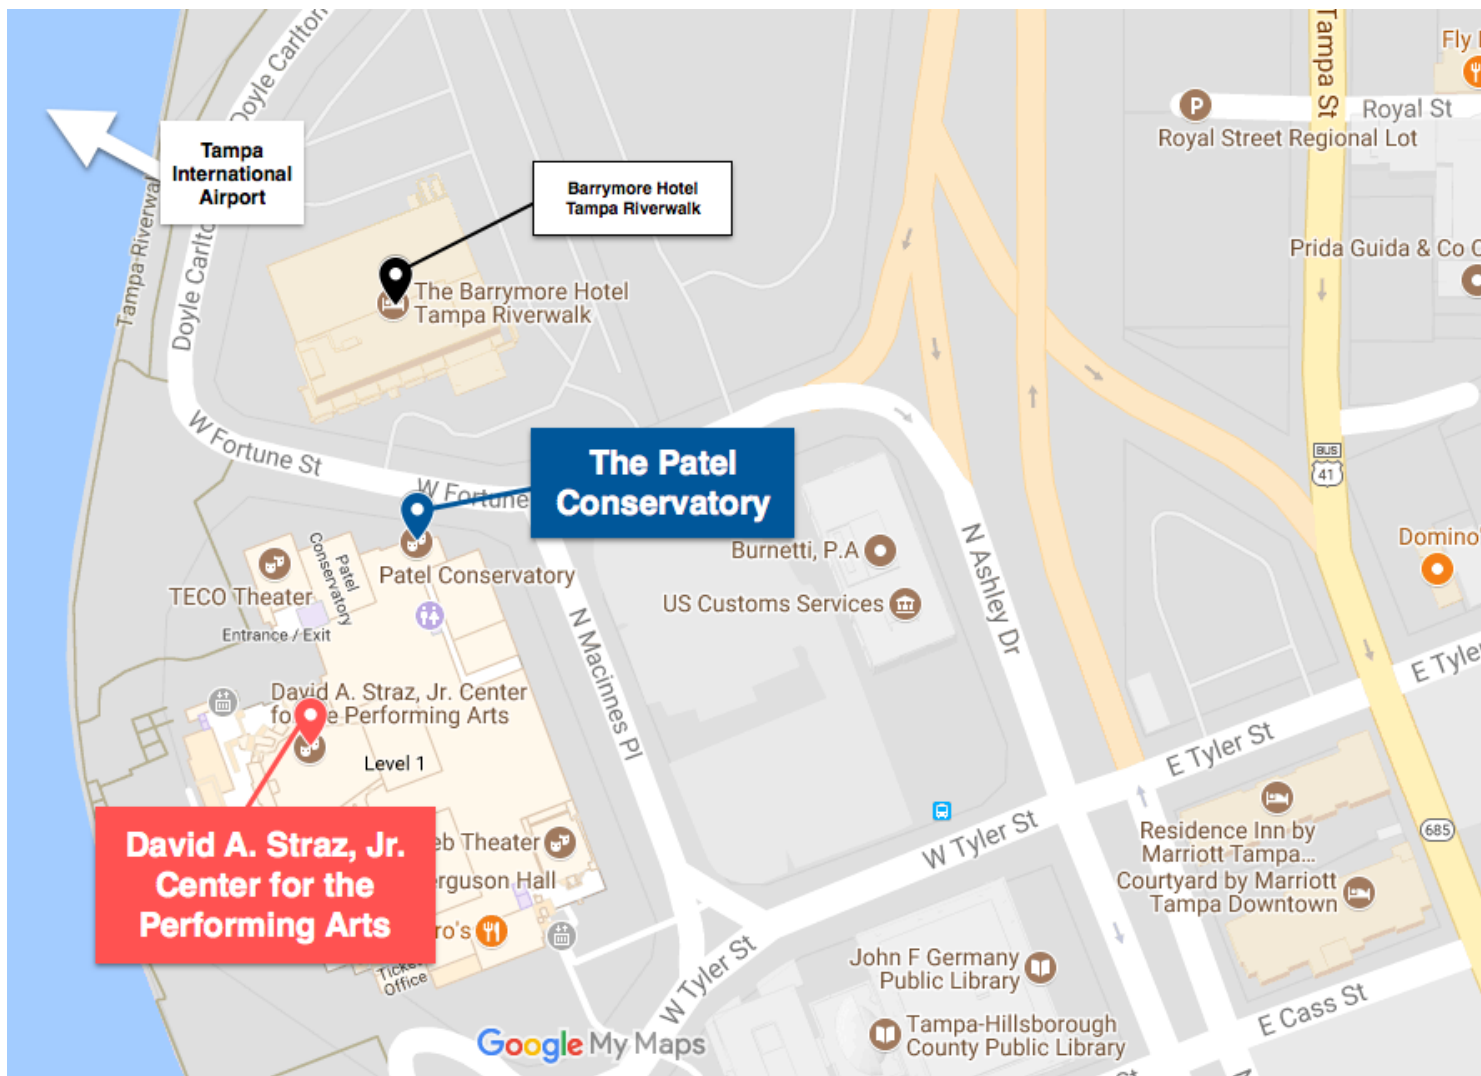 Doyle Carlton
Tampa St
Fly
Royal St
Royal Street Regional Lot
Tampa
International
Airport
Barrymore Hotel
Tampa Riverwalk
Tampa Riverwalk
Doyle Carlton
Prida Guida & Co
The Barrymore Hotel
Tampa Riverwalk
W Fortune St
W Fortune
The Patel
Conservatory
BUS
41
Domino's
Burnetti, P.A
US Customs Services
N Ashley Dr
Patel
Conservatory
Patel Conservatory
TECO Theater
Entrance / Exit
N Macinnes Pl
E Tyler
David A. Straz, Jr. Center
for the Performing Arts
Level 1
E Tyler St
David A. Straz, Jr.
Center for the
Performing Arts
eb Theater
erguson Hall
ro's
Ticket
Office
W Tyler St
W Tyler St
Residence Inn by
Marriott Tampa...
Courtyard by Marriott
Tampa Downtown
685
John F Germany
Public Library
Tampa-Hillsborough
County Public Library
E Cass St
St
Google My Maps